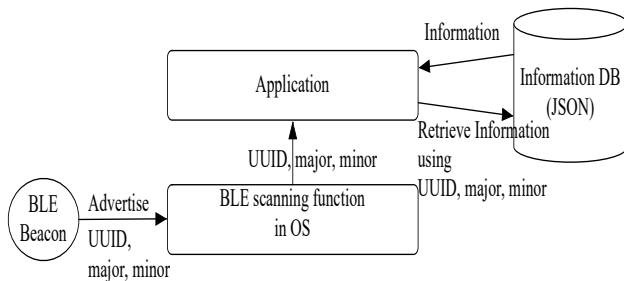 Information
Information DB
(JSON)
Application
Retrieve Information
using
UUID, major, minor
UUID, major, minor
BLE scanning function
in OS
BLE
Beacon
Advertise
UUID,
major, minor